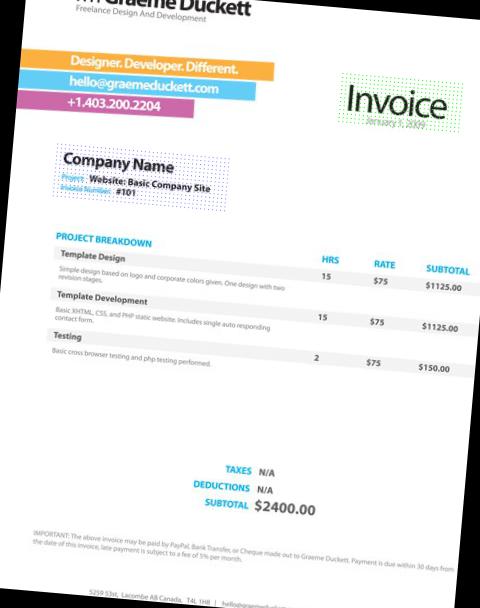 Graeme Duckett
Freelance Design And Development
Designer. Developer. Different.
hello@graemeduckett.com
+1.403.200.2204
Invoice
January 1, 2009
Company Name
Project: Website: Basic Company Site
Invoice Number: #101
PROJECT BREAKDOWN HRS RATE SUBTOTAL
Template Design 15 $75 $1125.00
Simple design based on logo and corporate colors given. One design with two
revision stages.
Template Development 15 $75 $1125.00
Basic XHTML, CSS, and PHP static website. Includes single auto responding
contact form.
Testing 2 $75 $150.00
Basic cross browser testing and php testing performed.
TAXES N/A
DEDUCTIONS N/A
SUBTOTAL $2400.00
IMPORTANT: The above invoice may be paid by PayPal, Bank Transfer, or Cheque made out to Graeme Duckett. Payment is due within 30 days from
the date of this invoice, late payment is subject to a fee of 5% per month.
5259 53st, Lacombe AB Canada, T4L 1H8 |